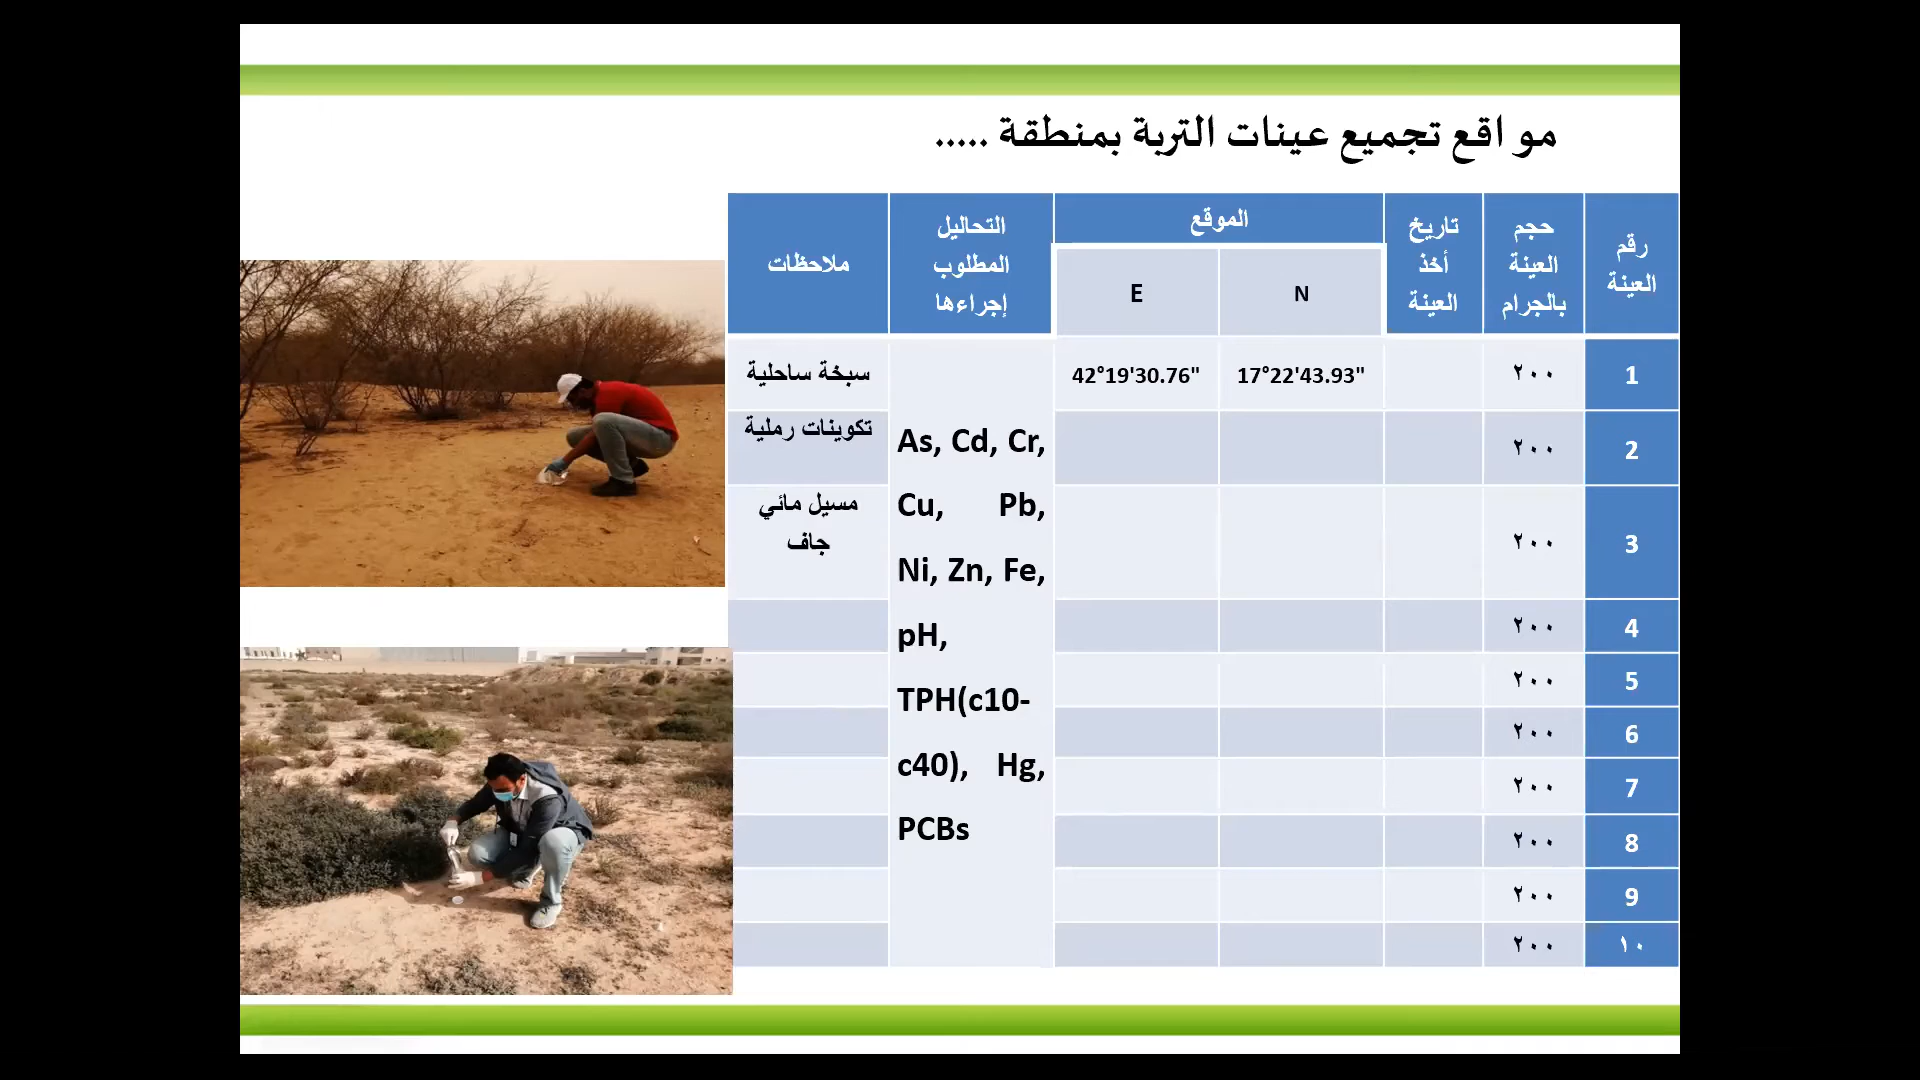 مواقع تجميع عينات التربة بمنطقة .....
رقم
العينة
حجم
العينة
بالجرام
تاريخ
أخذ
العينة
الموقع
N
E
التحاليل
المطلوب
إجراءها
ملاحظات
1
٢٠٠
17°22'43.93"
42°19'30.76"
As, Cd, Cr,
Cu, Pb,
Ni, Zn, Fe,
pH,
TPH(c10-
c40), Hg,
PCBs
سبخة ساحلية
2
٢٠٠
تكوينات رملية
3
٢٠٠
مسيل مائي
جاف
4
٢٠٠
5
٢٠٠
6
٢٠٠
7
٢٠٠
8
٢٠٠
9
٢٠٠
١٠
٢٠٠